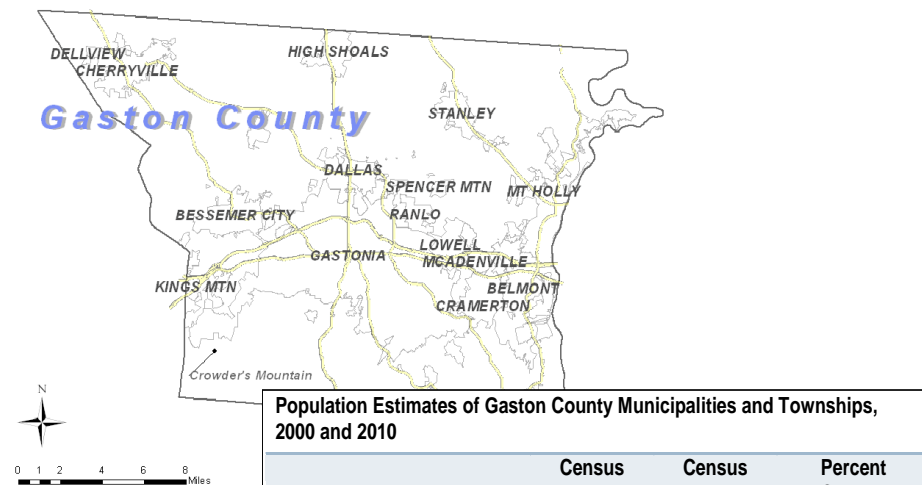 DELLVIEW
CHERRYVILLE
HIGH SHOALS
Gaston County
STANLEY
DALLAS
SPENCER MTN
MT HOLLY
BESSEMER CITY
RANLO
LOWELL
GASTONIA
MCADENVILLE
KINGS MTN
BELMONT
CRAMERTON
Crowder's Mountain
N
0 1 2 4 6 8
Miles
Population Estimates of Gaston County Municipalities and Townships,
2000 and 2010
Census Census Percent